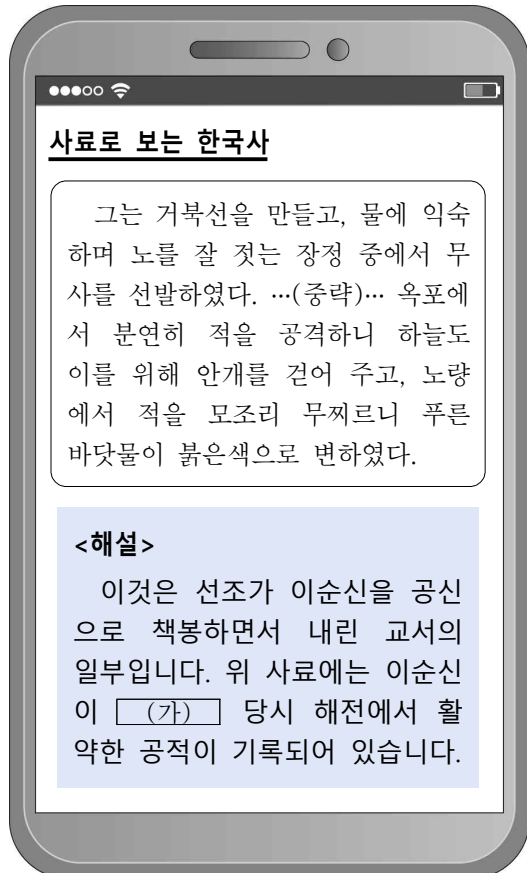 사료로 보는 한국사
그는 거북선을 만들고, 물에 익숙
하며 노를 잘 젓는 장정 중에서 무
사를 선발하였다. …(중략)… 옥포에
서 분연히 적을 공격하니 하늘도
이를 위해 안개를 걷어 주고, 노량
에서 적을 모조리 무찌르니 푸른
바닷물이 붉은색으로 변하였다.
<해설>
이것은 선조가 이순신을 공신
으로 책봉하면서 내린 교서의
일부입니다. 위 사료에는 이순신
이 (가) 당시 해전에서 활
약한 공적이 기록되어 있습니다.